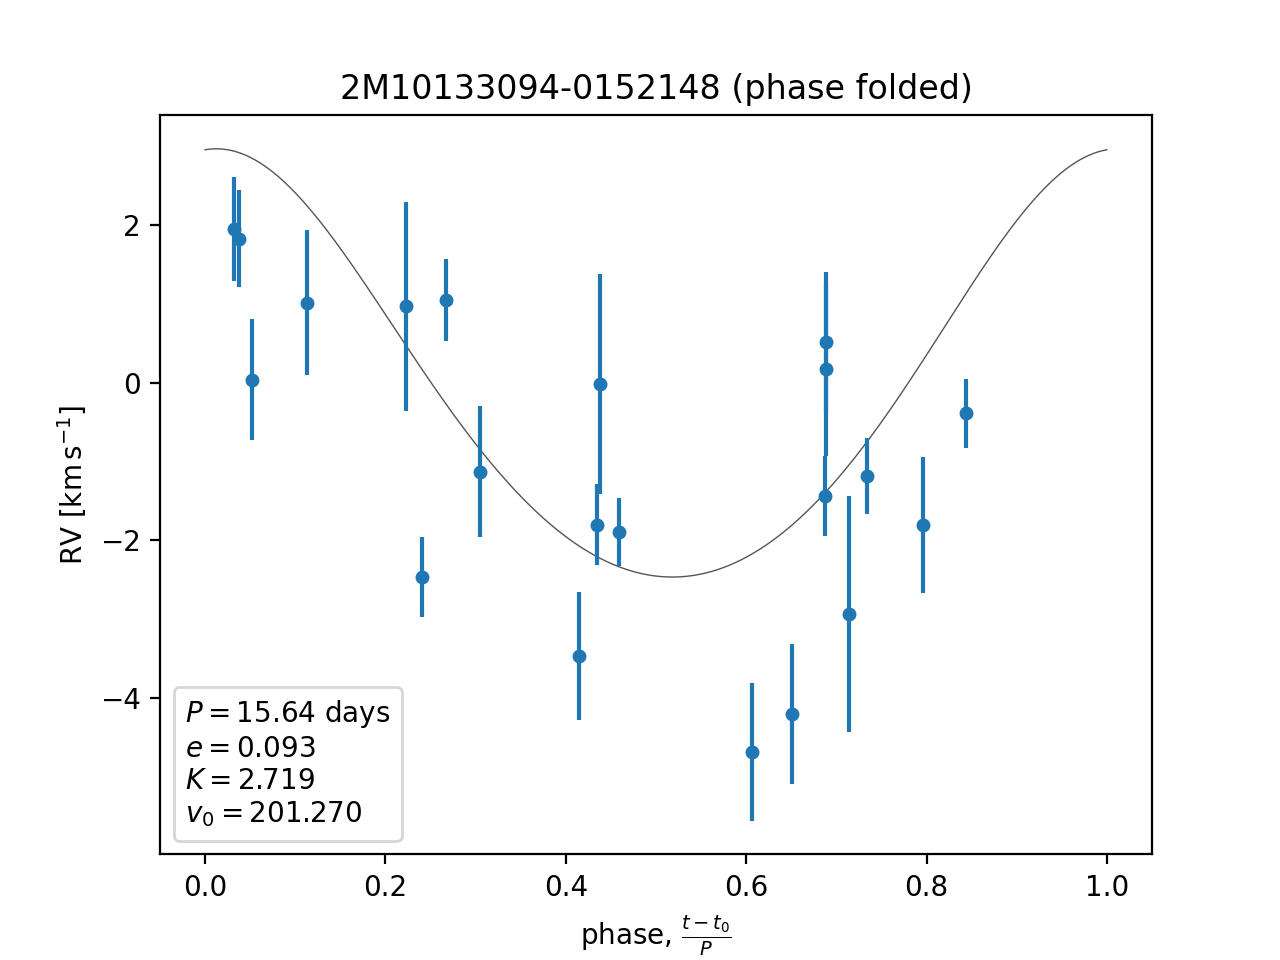 2M10133094-0152148 (phase folded)
RV [km s⁻¹]
2
0
−2
−4
P = 15.64 days
e = 0.093
K = 2.719
v₀ = 201.270
0.0 0.2 0.4 0.6 0.8 1.0
phase, (t − t₀)/P